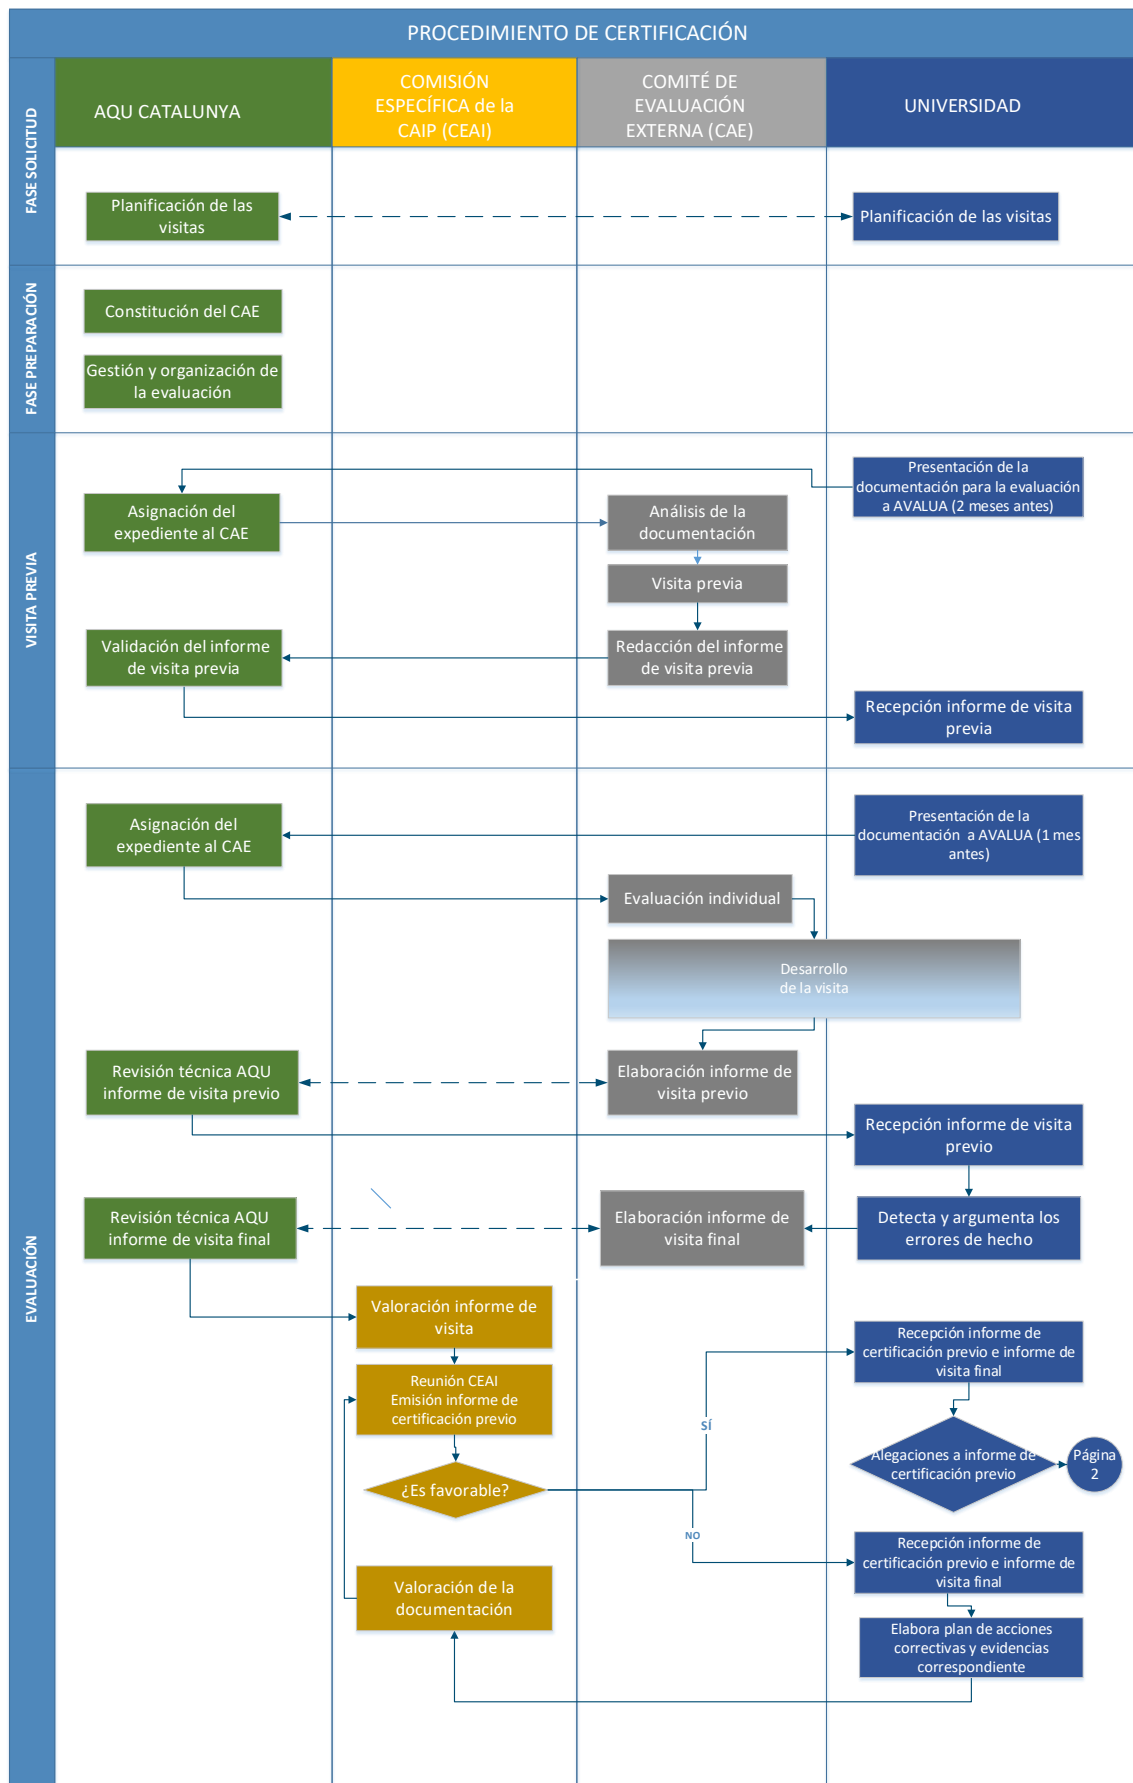 PROCEDIMIENTO DE CERTIFICACIÓN
FASE SOLICITUD
AQU CATALUNYA
COMISIÓN
ESPECÍFICA de la
CAIP (CEAI)
COMITÉ DE
EVALUACIÓN
EXTERNA (CAE)
UNIVERSIDAD
Planificación de las
visitas
Planificación de las visitas
FASE PREPARACIÓN
Constitución del CAE
Gestión y organización de
la evaluación
VISITA PREVIA
Presentación de la
documentación para la evaluación
a AVALUA (2 meses antes)
Asignación del
expediente al CAE
Análisis de la
documentación
Visita previa
Validación del informe
de visita previa
Redacción del informe
de visita previa
Recepción informe de visita
previa
EVALUACIÓN
Asignación del
expediente al CAE
Presentación de la
documentación a AVALUA (1 mes
antes)
Evaluación individual
Desarrollo
de la visita
Revisión técnica AQU
informe de visita previo
Elaboración informe de
visita previo
Recepción informe de visita
previo
Revisión técnica AQU
informe de visita final
Elaboración informe de
visita final
Detecta y argumenta los
errores de hecho
Valoración informe de
visita
Recepción informe de
certificación previo e informe de
visita final
Reunión CEAI
Emisión informe de
certificación previo
SÍ
Alegaciones a informe de
certificación previo
Página
2
¿Es favorable?
NO
Recepción informe de
certificación previo e informe de
visita final
Valoración de la
documentación
Elabora plan de acciones
correctivas y evidencias
correspondiente